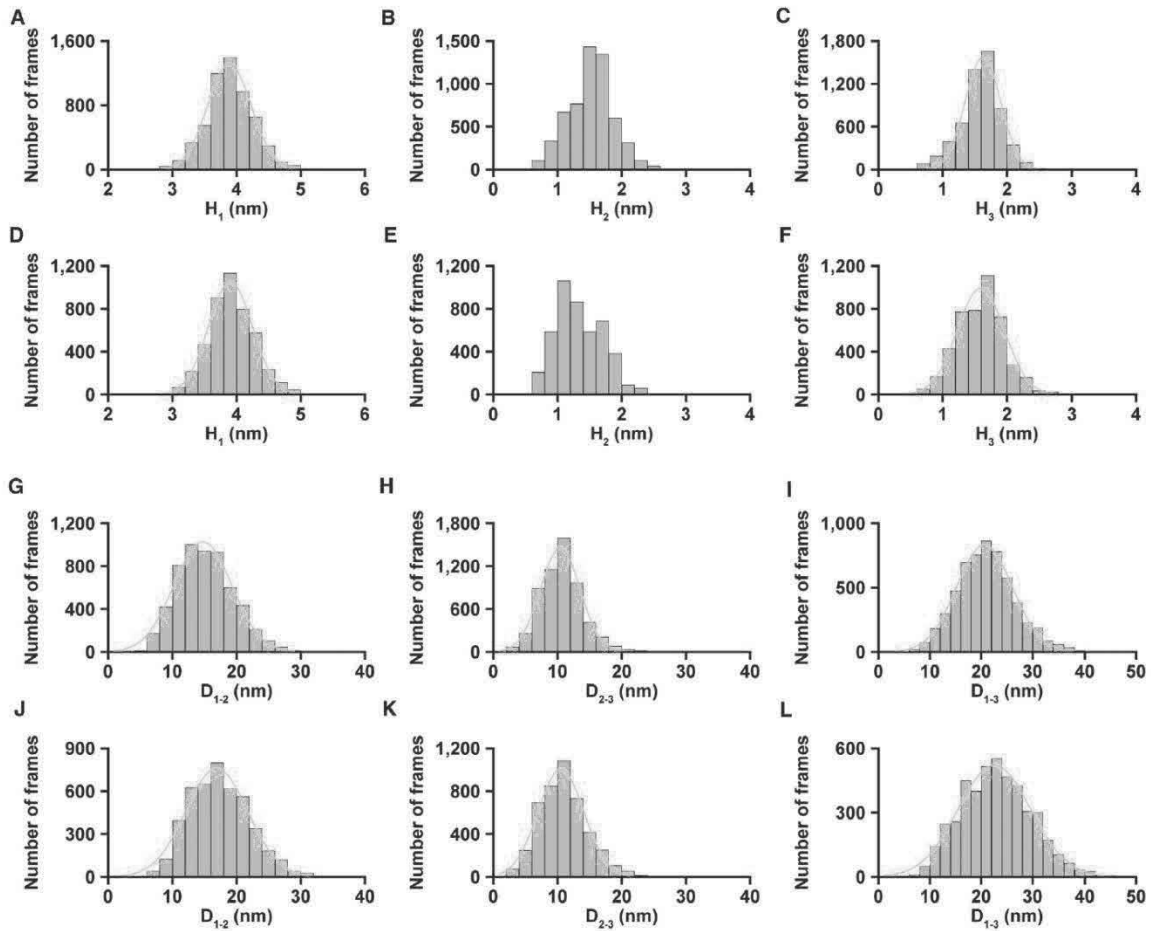 A B C
Number of frames Number of frames Number of frames
1,600 1,500 1,800
1,000 1,200
800
500 600
0 0 0
2 3 4 5 6 0 1 2 3 4 0 1 2 3 4
H1 (nm) H2 (nm) H3 (nm)
D E F
Number of frames Number of frames Number of frames
1,200 1,200 1,200
800 800 800
400 400 400
0 0 0
2 3 4 5 6 0 1 2 3 4 0 1 2 3 4
H1 (nm) H2 (nm) H3 (nm)
G H I
Number of frames Number of frames Number of frames
1,200 1,800 1,000
800 1,200
500
400 600
0 0 0
0 10 20 30 40 0 10 20 30 40 0 10 20 30 40 50
D1-2 (nm) D2-3 (nm) D1-3 (nm)
J K L
Number of frames Number of frames Number of frames
900 1,200 600
600 800
300
300 400
0 0 0
0 10 20 30 40 0 10 20 30 40 0 10 20 30 40 50
D1-2 (nm) D2-3 (nm) D1-3 (nm)